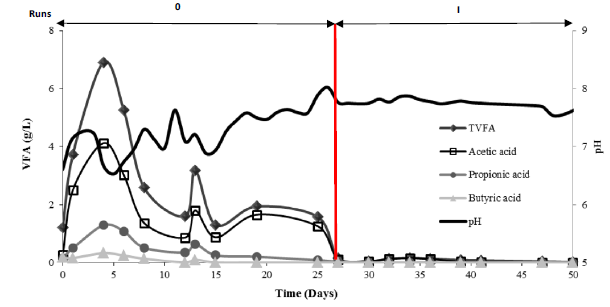 Runs
0
I
8
9
6
8
4
7
2
6
0
5
VFA (g/L)
pH
TVFA
Acetic acid
Propionic acid
Butyric acid
pH
0 5 10 15 20 25 30 35 40 45 50
Time (Days)